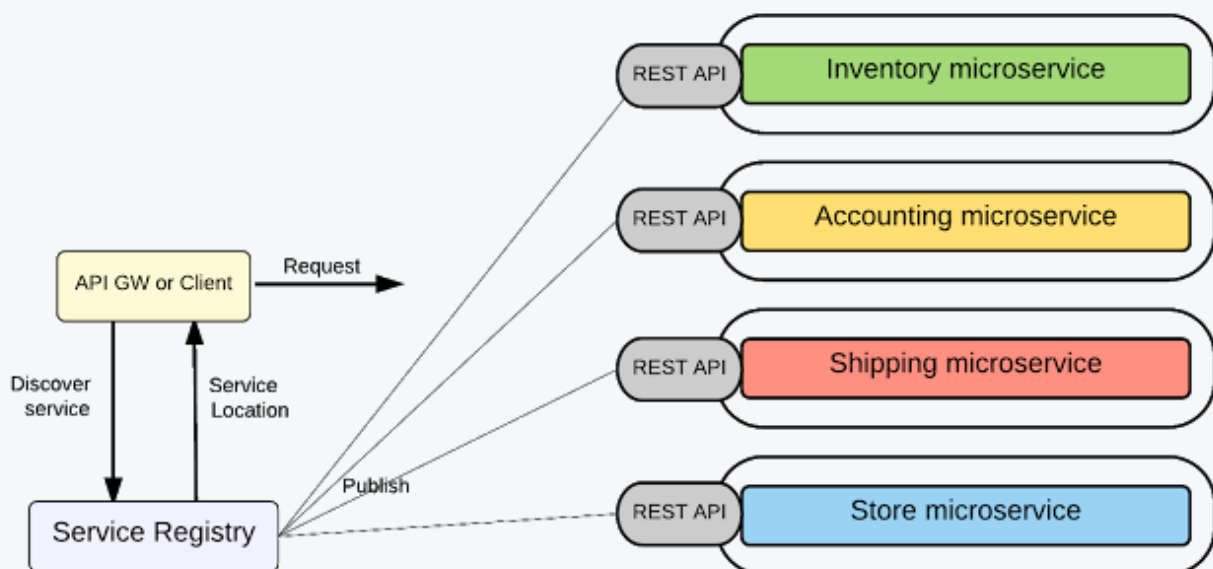 REST API
Inventory microservice
REST API
Accounting microservice
API GW or Client
Request
REST API
Shipping microservice
Discover
service
Service
Location
Publish
REST API
Store microservice
Service Registry